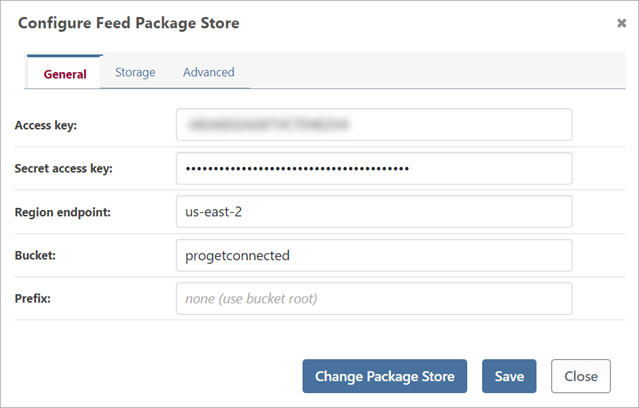 Configure Feed Package Store ×
General Storage Advanced
Access key:
Secret access key: ••••••••••••••••••••••••••••••••••••••••
Region endpoint: us-east-2
Bucket: progetconnected
Prefix: none (use bucket root)
Change Package Store Save Close